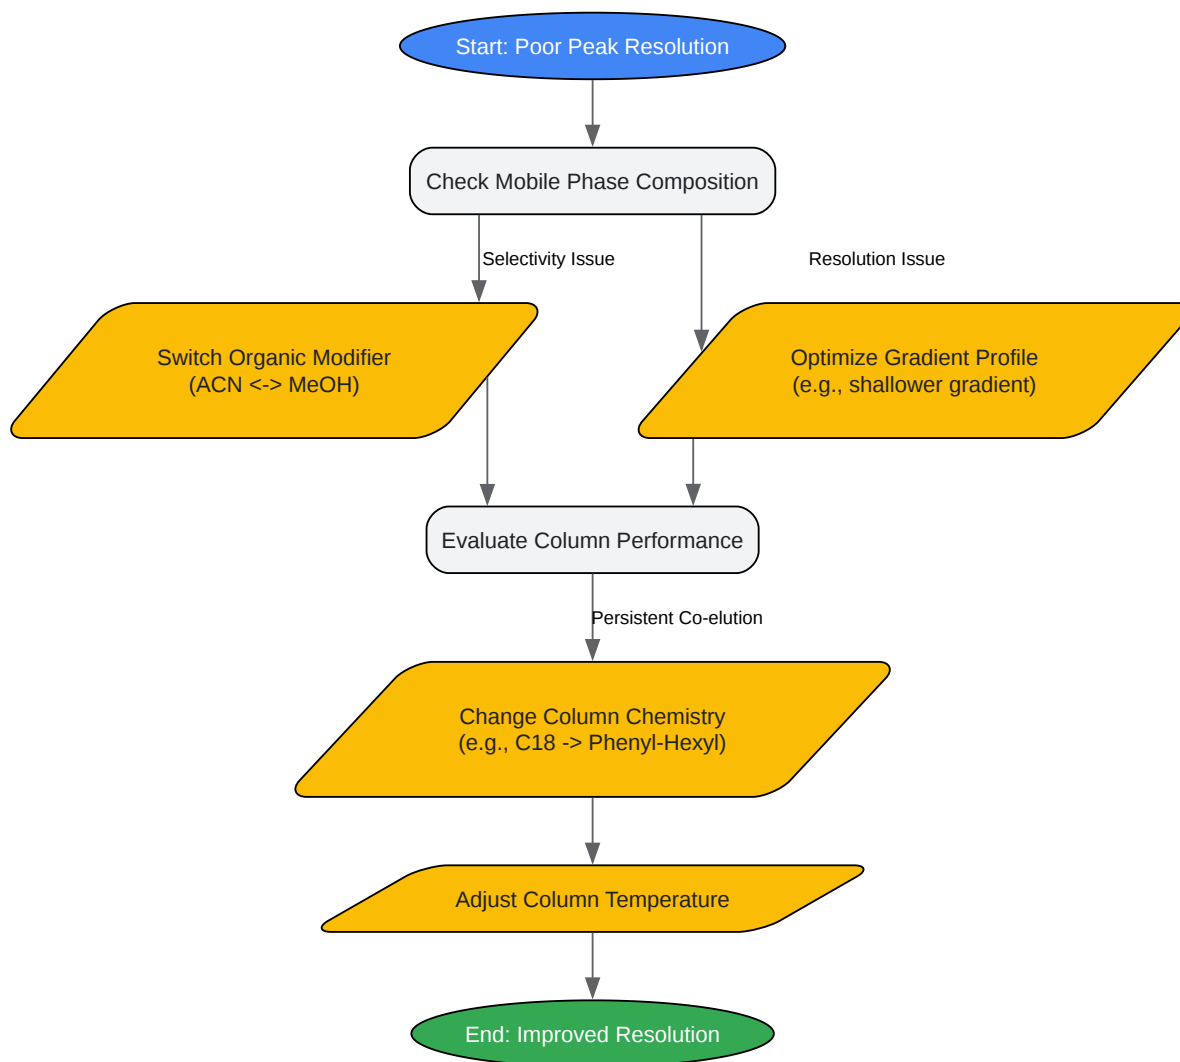 Start: Poor Peak Resolution
Check Mobile Phase Composition
Selectivity Issue
Resolution Issue
Switch Organic Modifier
(ACN <-> MeOH)
Optimize Gradient Profile
(e.g., shallower gradient)
Evaluate Column Performance
Persistent Co-elution
Change Column Chemistry
(e.g., C18 -> Phenyl-Hexyl)
Adjust Column Temperature
End: Improved Resolution